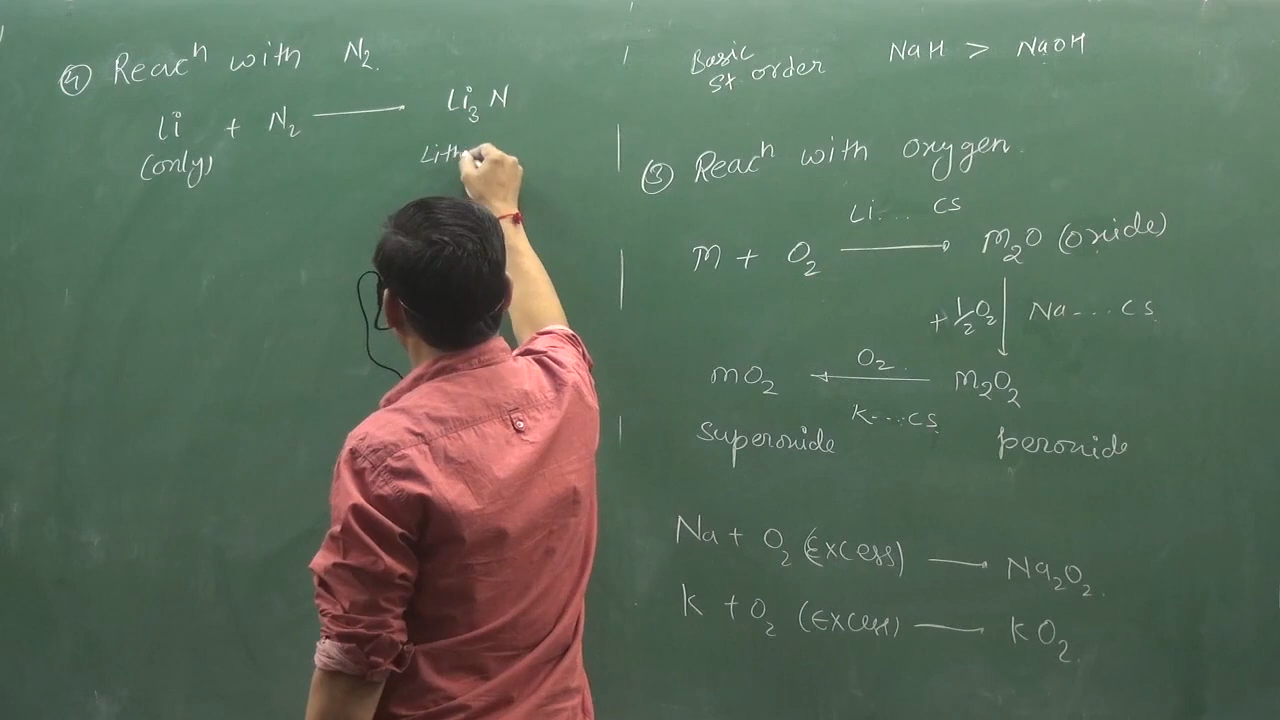 ④ Reacⁿ with N₂.
Li + N₂ ⟶ Li₃N
(only)
Lith
Basic St. order NaH > NaOH
③ Reacⁿ with oxygen.
Li.... Cs
M + O₂ ⟶ M₂O (oxide)
+ ½O₂ ↓ Na....Cs
O₂
mO₂ ⟵ M₂O₂
K....Cs
superoxide peroxide
Na + O₂ (Excess) ⟶ Na₂O₂.
K + O₂ (Excess) ⟶ KO₂.